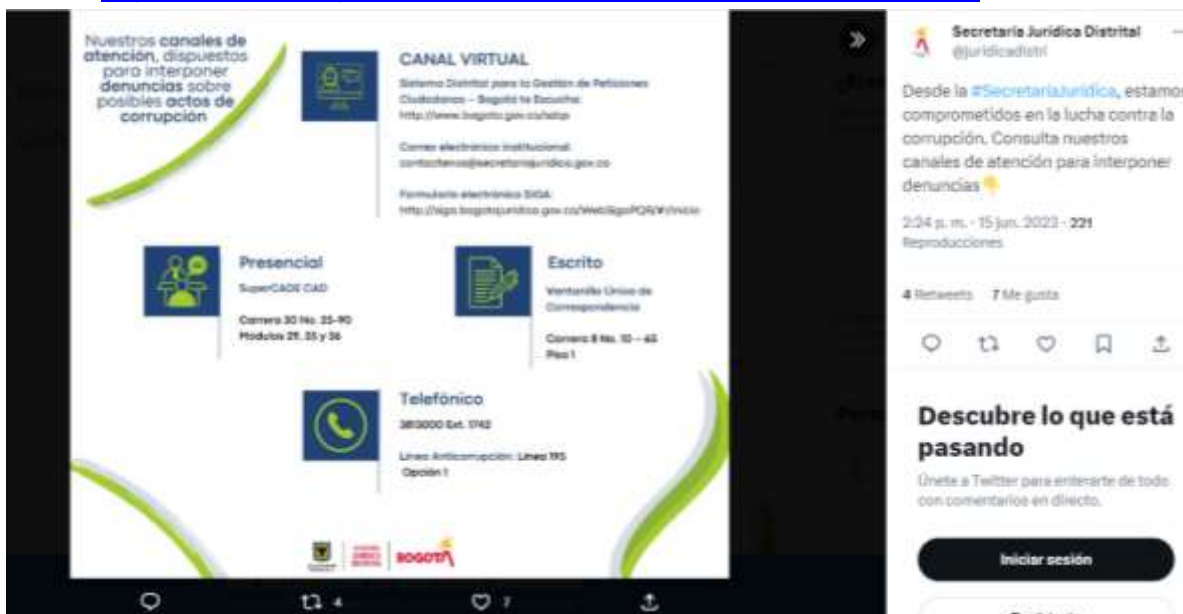 Nuestros canales de
atención, dispuestos
para interponer
denuncias sobre
posibles actos de
corrupción
CANAL VIRTUAL
Sistema Distrital para la Gestión de Peticiones
Ciudadanas - Bogotá te Escucha:
http://www.bogota.gov.co/sdqs
Correo electrónico institucional:
contactenos@secretariajuridica.gov.co
Formulario electrónico SIGA:
Presencial
SuperCADE CAD
Carrera 30 No. 25-90
Módulos 29, 35 y 36
Escrito
Ventanilla Única de
Correspondencia
Carrera 8 No. 10 – 65
Piso 1
Telefónico
3813000 Ext. 1742
Línea Anticorrupción: Línea 195
Opción 1
BOGOTÁ
4
7
Secretaría Jurídica Distrital
@juridicadistri
Desde la #SecretaríaJurídica, estamos
comprometidos en la lucha contra la
corrupción. Consulta nuestros
canales de atención para interponer
denuncias👇
2:24 p. m. · 15 jun. 2023 · 221
Reproducciones
4 Retweets 7 Me gusta
Descubre lo que está
pasando
Únete a Twitter para enterarte de todo
con comentarios en directo.
Iniciar sesión